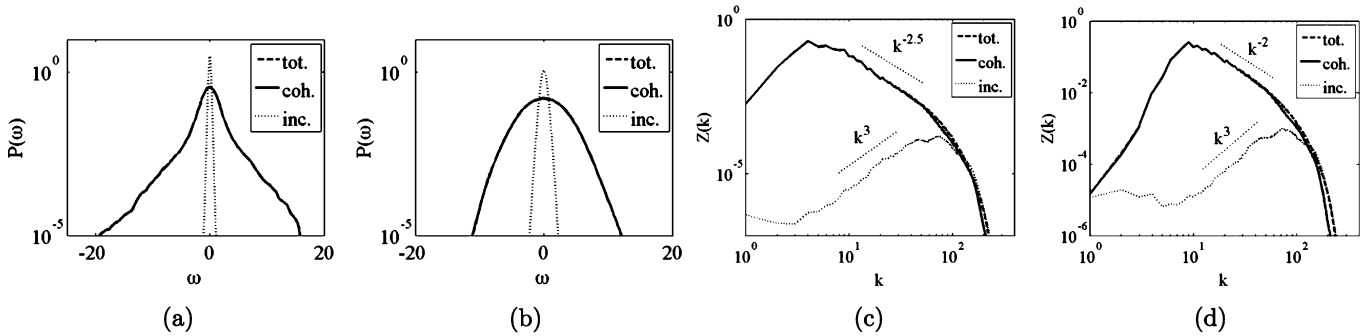 10^0
10^-5
P(ω)
-20 0 20
ω
tot.
coh.
inc.
(a)
10^0
10^-5
P(ω)
-20 0 20
ω
tot.
coh.
inc.
(b)
10^0
10^-5
Z(k)
10^0 10^1 10^2
k
k^-2.5
k^3
tot.
coh.
inc.
(c)
10^0
10^-2
10^-4
10^-6
Z(k)
10^0 10^1 10^2
k
k^-2
k^3
tot.
coh.
inc.
(d)